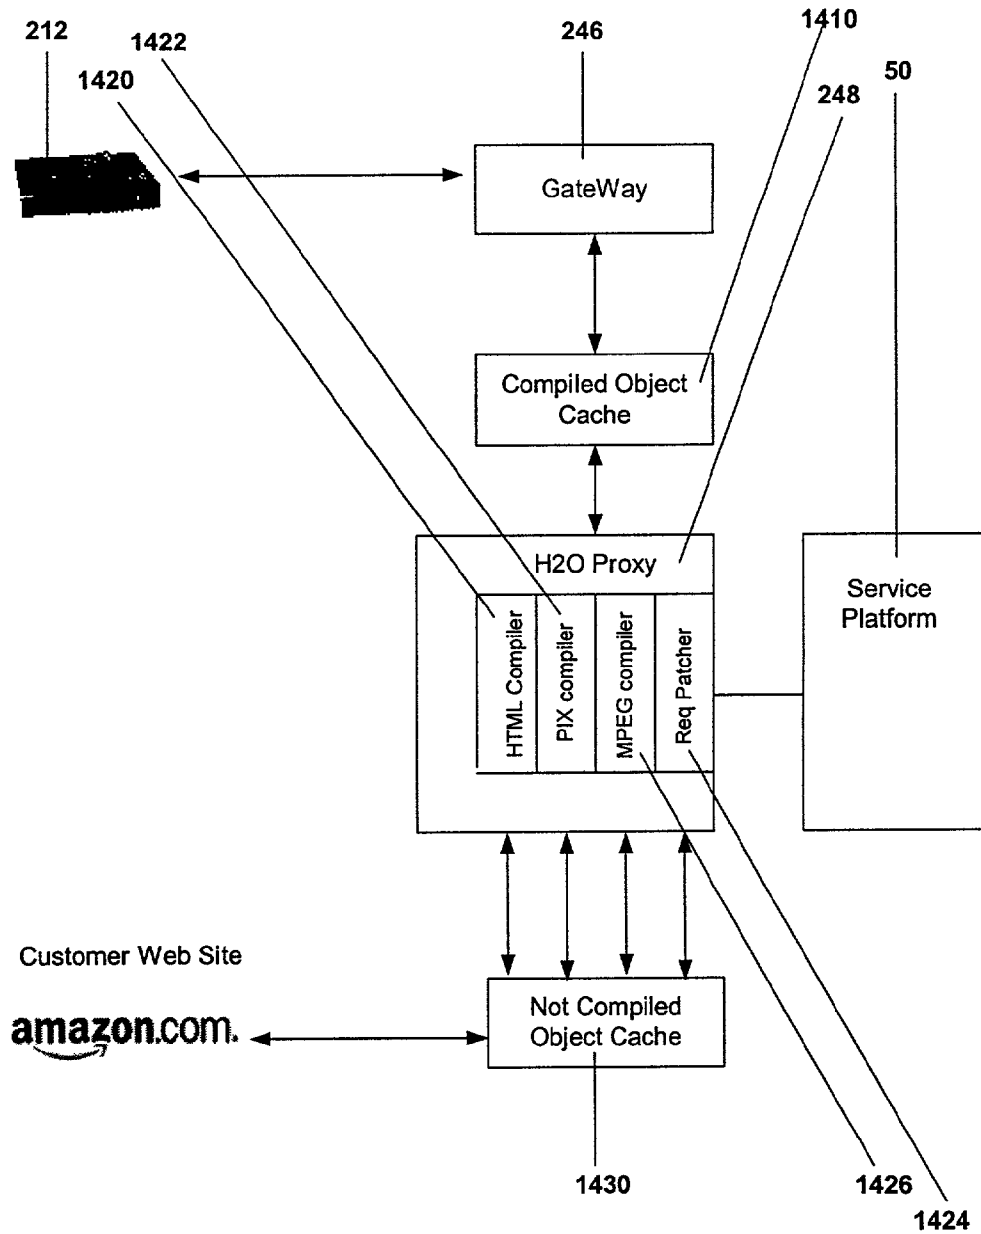 212
1422
1420
246
1410
50
248
GateWay
Compiled Object
Cache
H2O Proxy
HTML Compiler
PIX compiler
MPEG compiler
Req Patcher
Service
Platform
Customer Web Site
amazon.com.
Not Compiled
Object Cache
1430
1426
1424